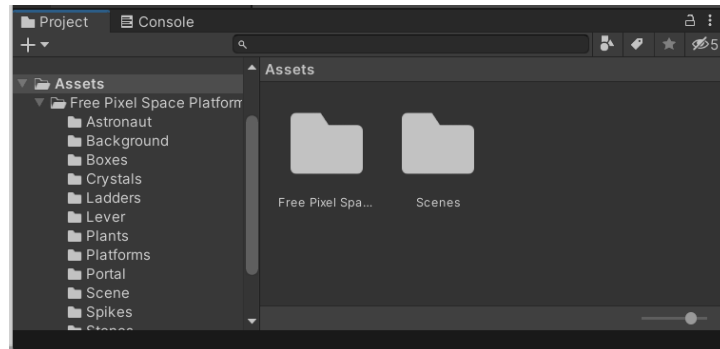 Project
Console
5
Assets
Free Pixel Space Platform
Astronaut
Background
Boxes
Crystals
Ladders
Lever
Plants
Platforms
Portal
Scene
Spikes
Assets
Free Pixel Spa...
Scenes